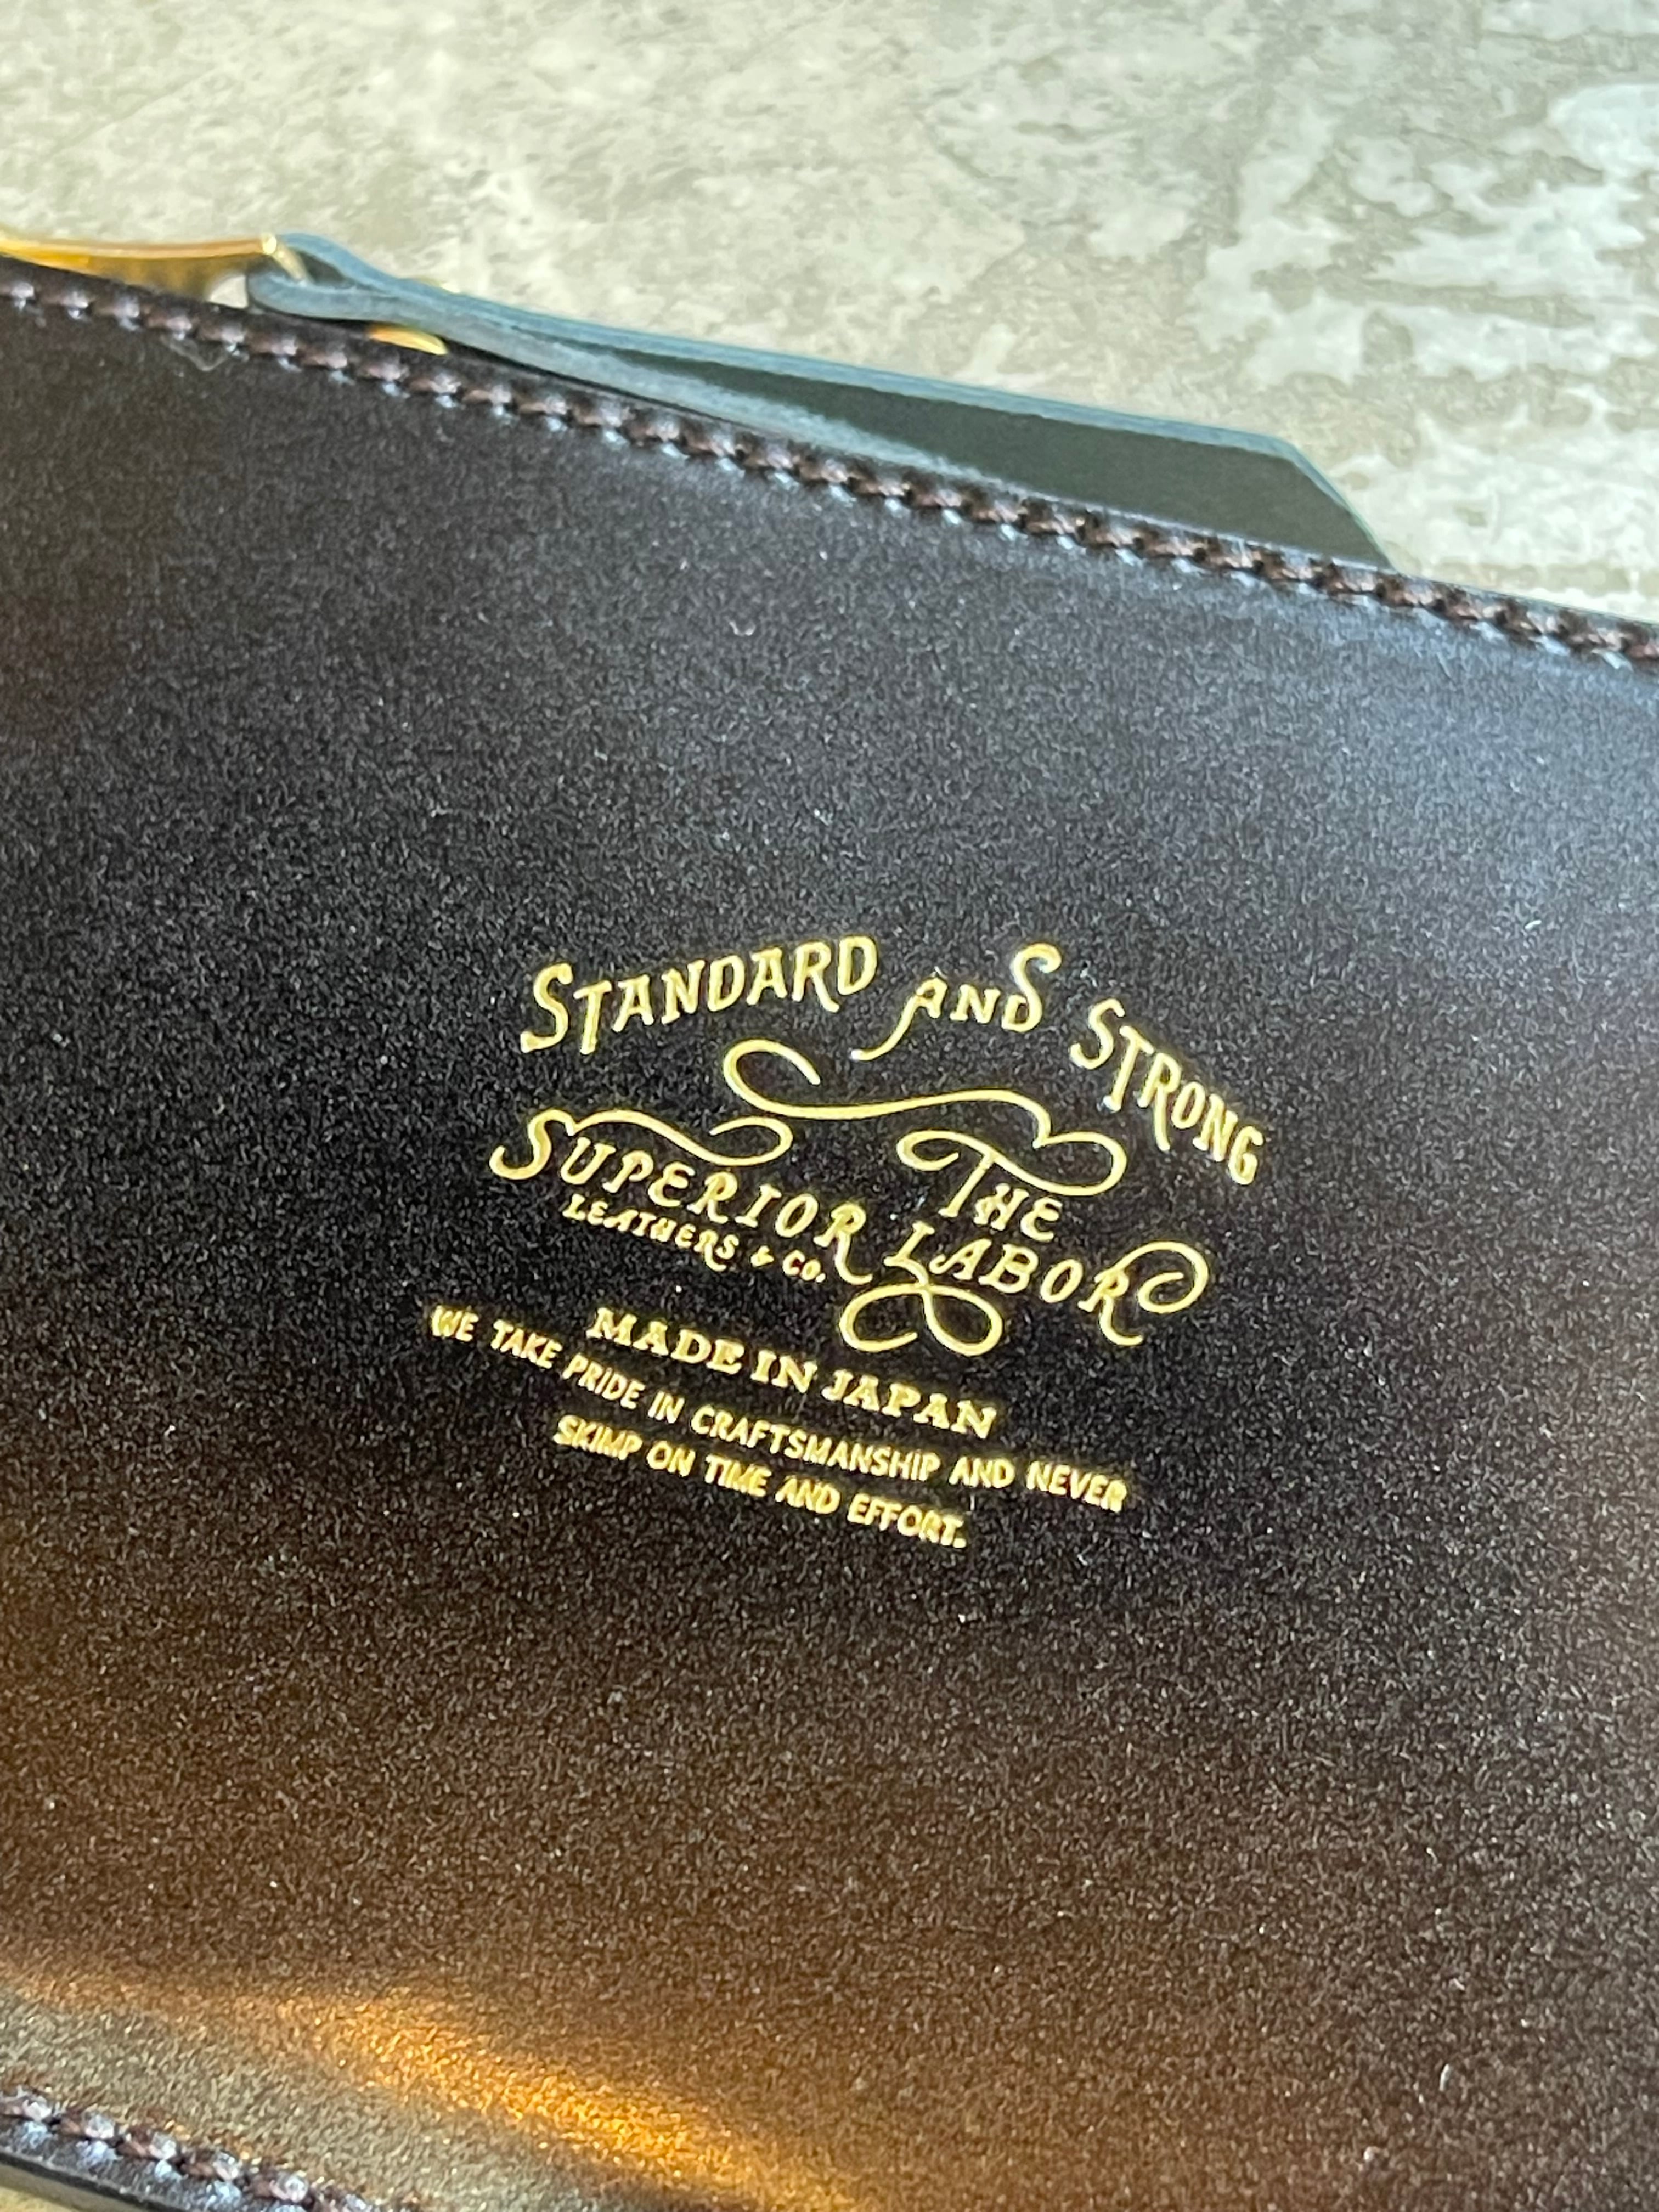 STANDARD AND STRONG
THE
SUPERIOR LABOR
LEATHERS & CO.
MADE IN JAPAN
WE TAKE PRIDE IN CRAFTSMANSHIP AND NEVER
SKIMP ON TIME AND EFFORT.